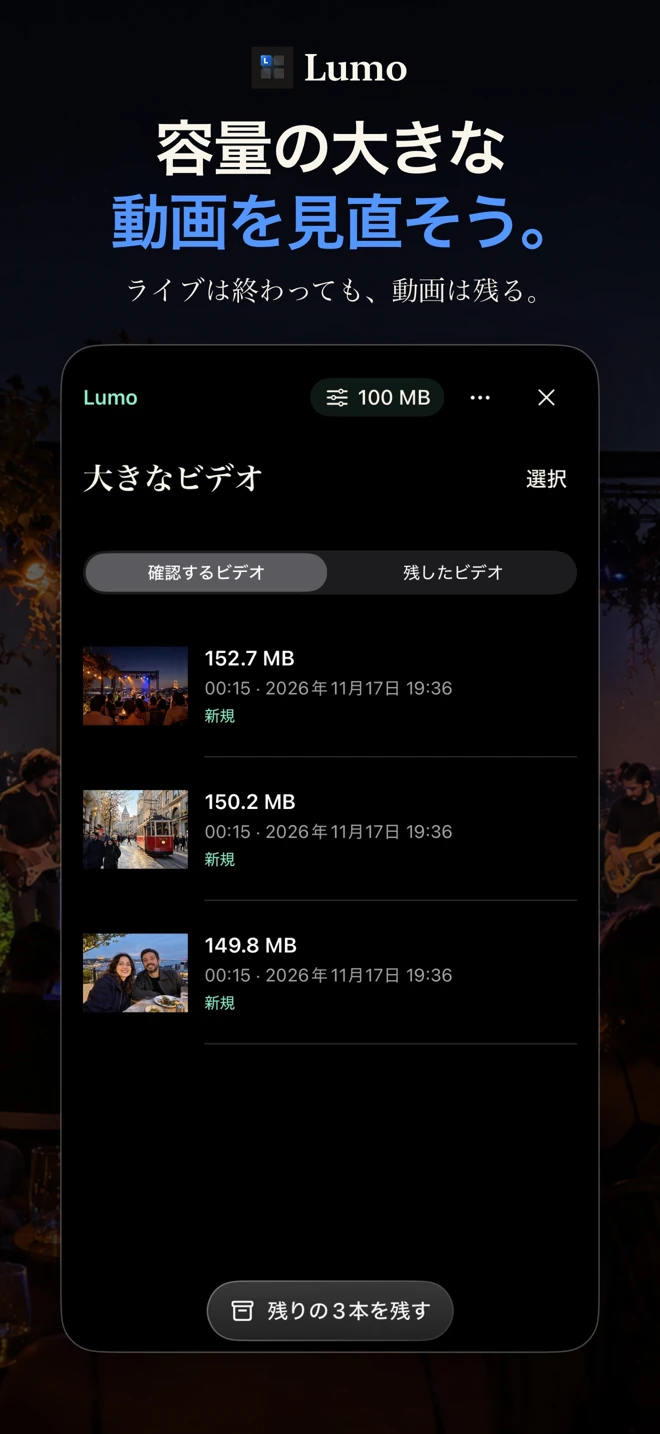 Lumo
容量の大きな
動画を見直そう。
ライブは終わっても、動画は残る。
Lumo
100 MB
大きなビデオ
選択
確認するビデオ
残したビデオ
152.7 MB
00:15 · 2026年11月17日 19:36
新規
150.2 MB
00:15 · 2026年11月17日 19:36
新規
149.8 MB
00:15 · 2026年11月17日 19:36
新規
残りの3本を残す